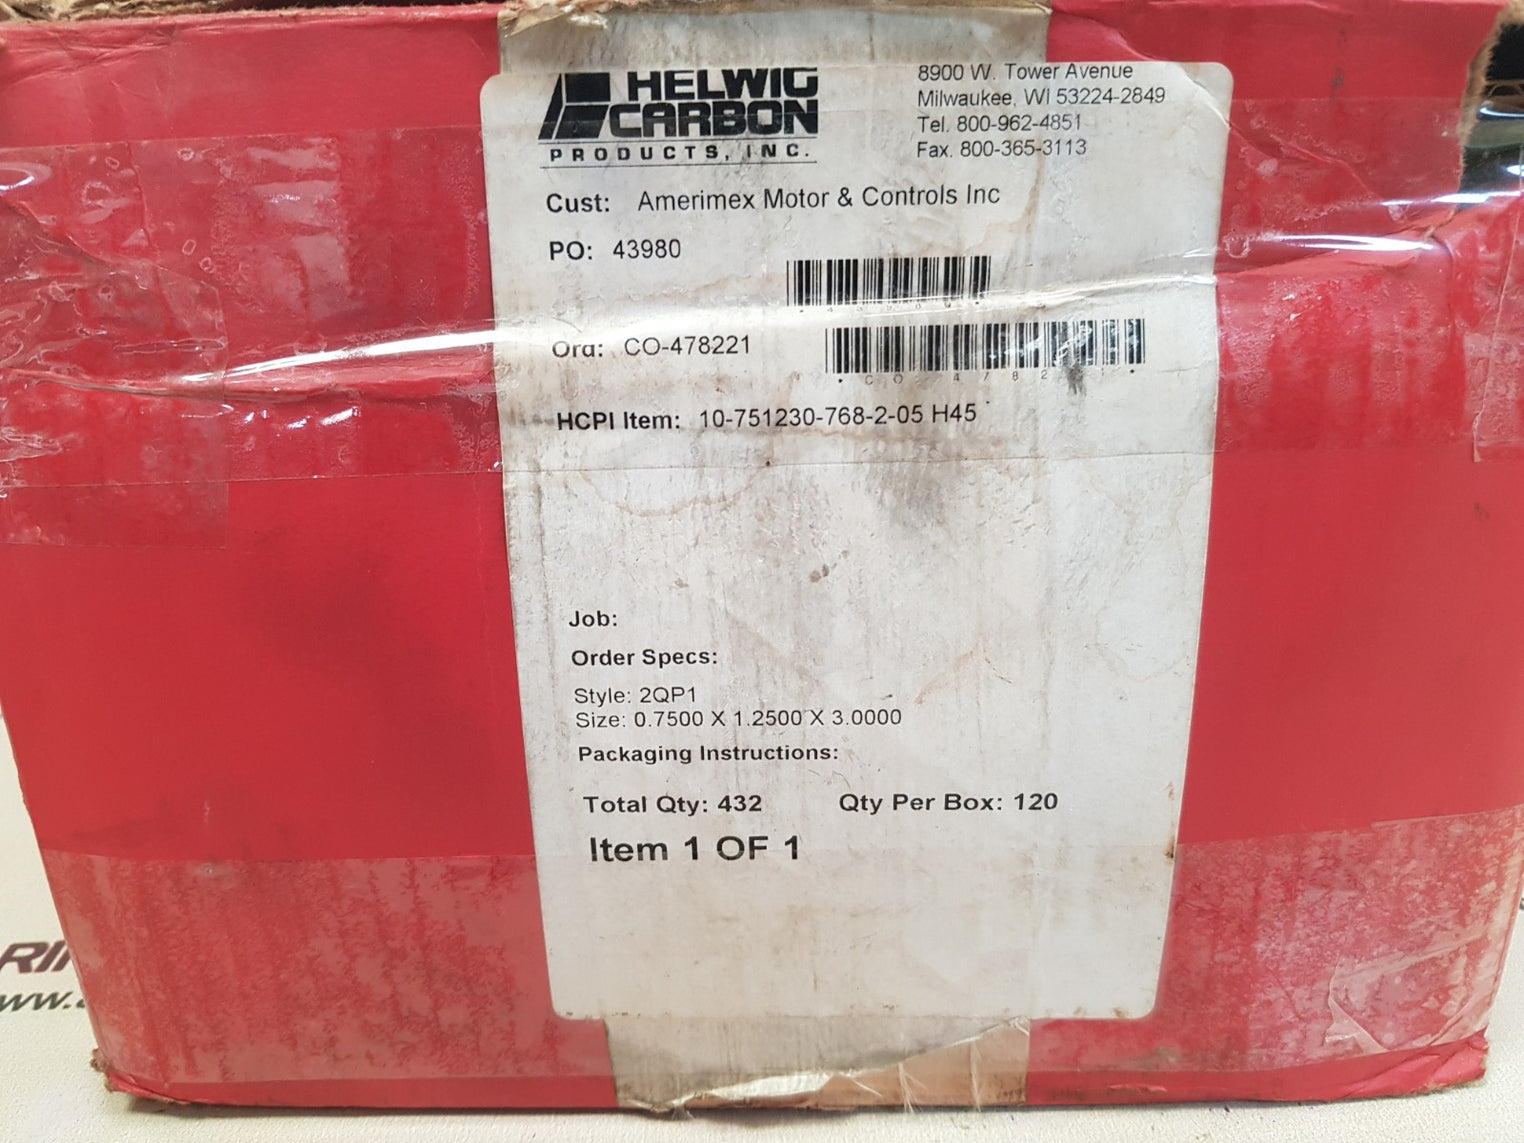 HELWIG
CARBON
PRODUCTS, INC.
8900 W. Tower Avenue
Milwaukee, WI 53224-2849
Tel. 800-962-4851
Fax. 800-365-3113
Cust: Amerimex Motor & Controls Inc
PO: 43980
Ord: CO-478221
HCPI Item: 10-751230-768-2-05 H45
Job:
Order Specs:
Style: 2QP1
Size: 0.7500 X 1.2500 X 3.0000
Packaging Instructions:
Total Qty: 432 Qty Per Box: 120
Item 1 OF 1